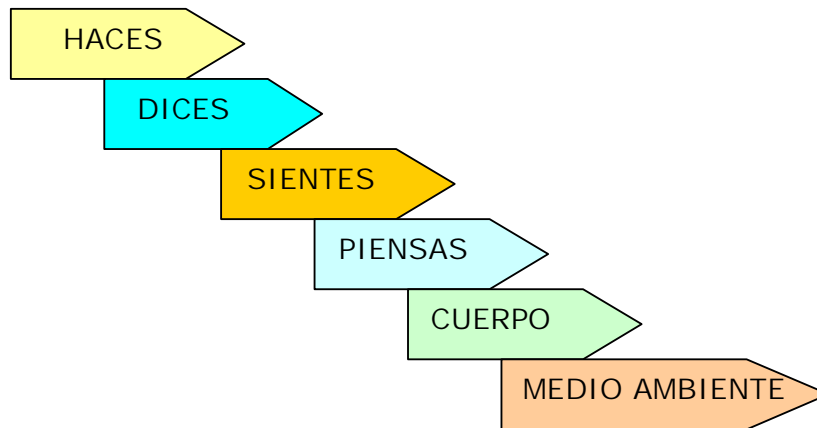 HACES
DICES
SIENTES
PIENSAS
CUERPO
MEDIO AMBIENTE